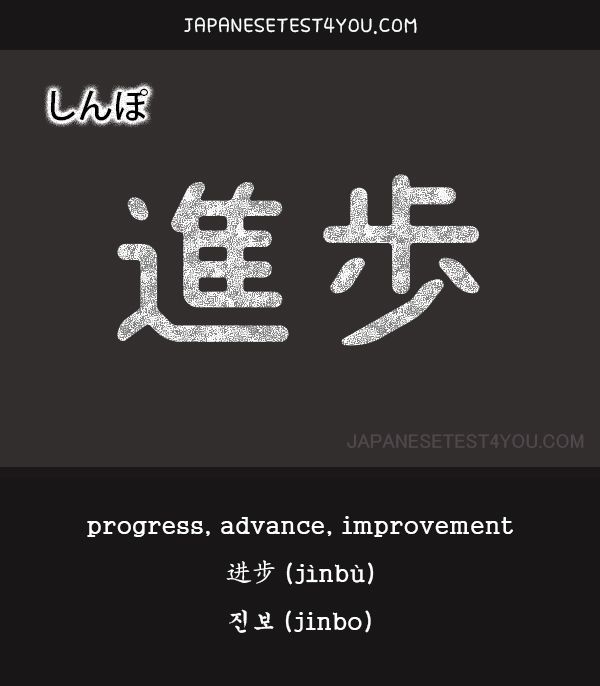 JAPANESETEST4YOU.COM
しんぽ
進歩
JAPANESETEST4YOU.COM
progress, advance, improvement
进步 (jìnbù)
진보 (jinbo)